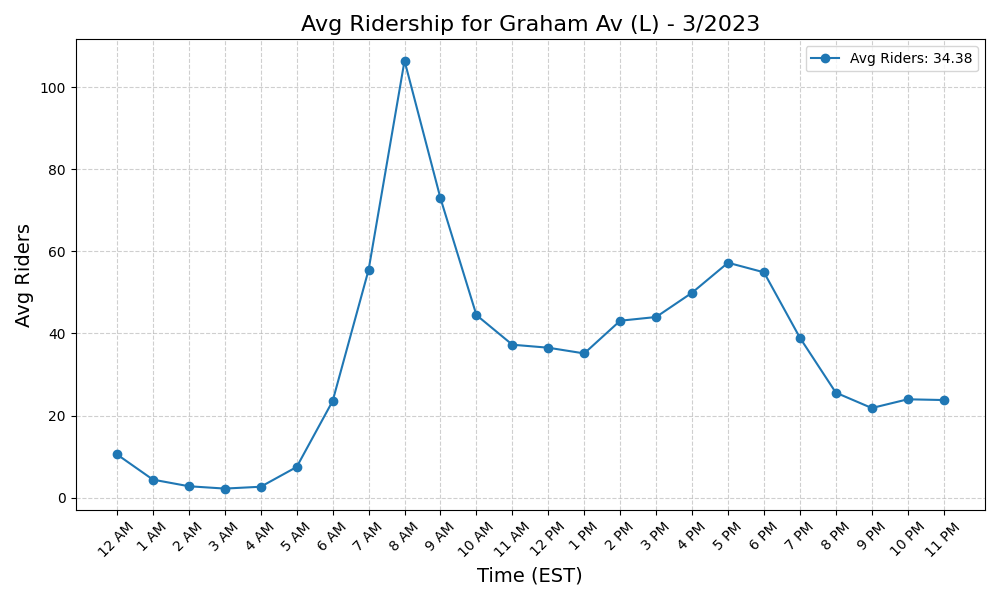 Avg Ridership for Graham Av (L) - 3/2023
Avg Riders: 34.38
Avg Riders
100
80
60
40
20
0
12 AM
1 AM
2 AM
3 AM
4 AM
5 AM
6 AM
7 AM
8 AM
9 AM
10 AM
11 AM
12 PM
1 PM
2 PM
3 PM
4 PM
5 PM
6 PM
7 PM
8 PM
9 PM
10 PM
11 PM
Time (EST)